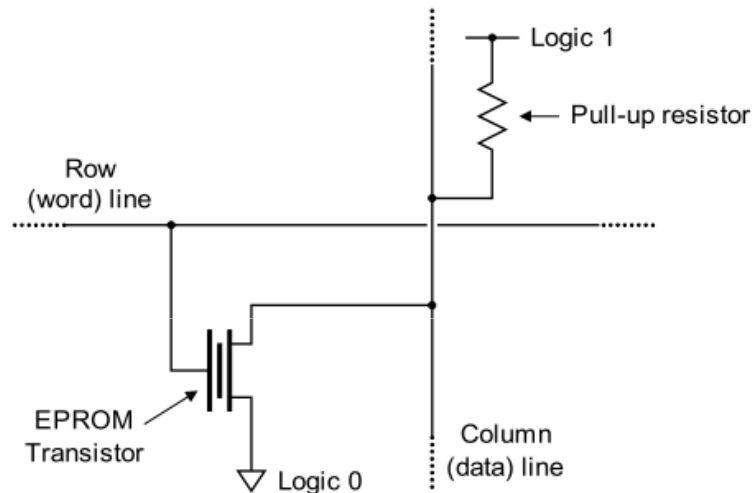 Logic 1
Pull-up resistor
Row
(word) line
EPROM
Transistor
Column
(data) line
Logic 0